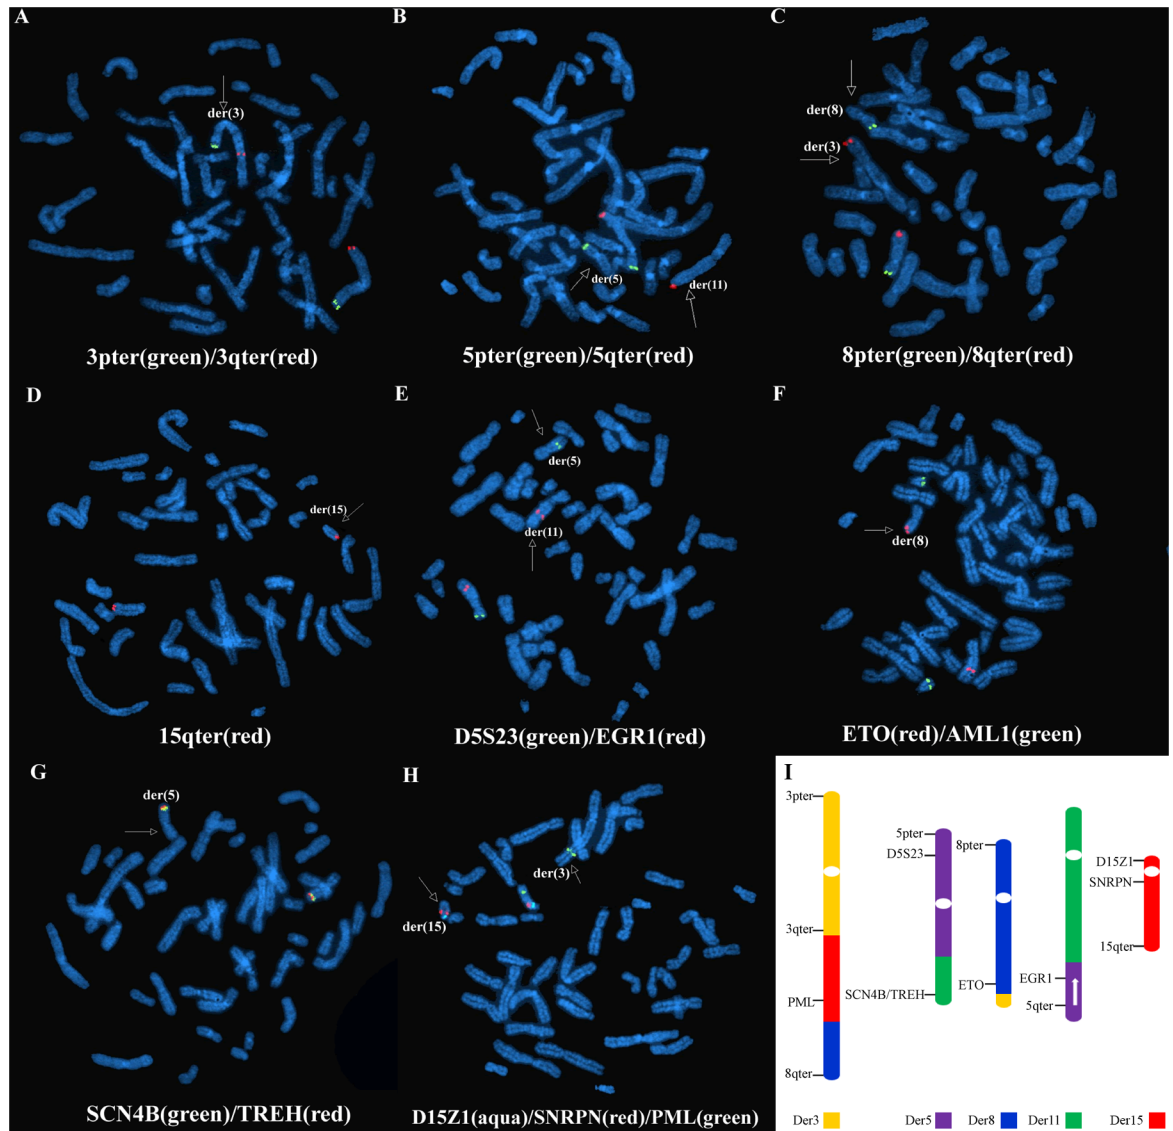 A
der(3)
3pter(green)/3qter(red)
B
der(5)
der(11)
5pter(green)/5qter(red)
C
der(8)
der(3)
8pter(green)/8qter(red)
D
der(15)
15qter(red)
E
der(5)
der(11)
D5S23(green)/EGR1(red)
F
der(8)
ETO(red)/AML1(green)
G
der(5)
SCN4B(green)/TREH(red)
H
der(3)
der(15)
D15Z1(aqua)/SNRPN(red)/PML(green)
I
3pter
3qter
PML
8qter
5pter
D5S23
SCN4B/TREH
8pter
ETO
EGR1
5qter
D15Z1
SNRPN
15qter
Der3 Der5 Der8 Der11 Der15